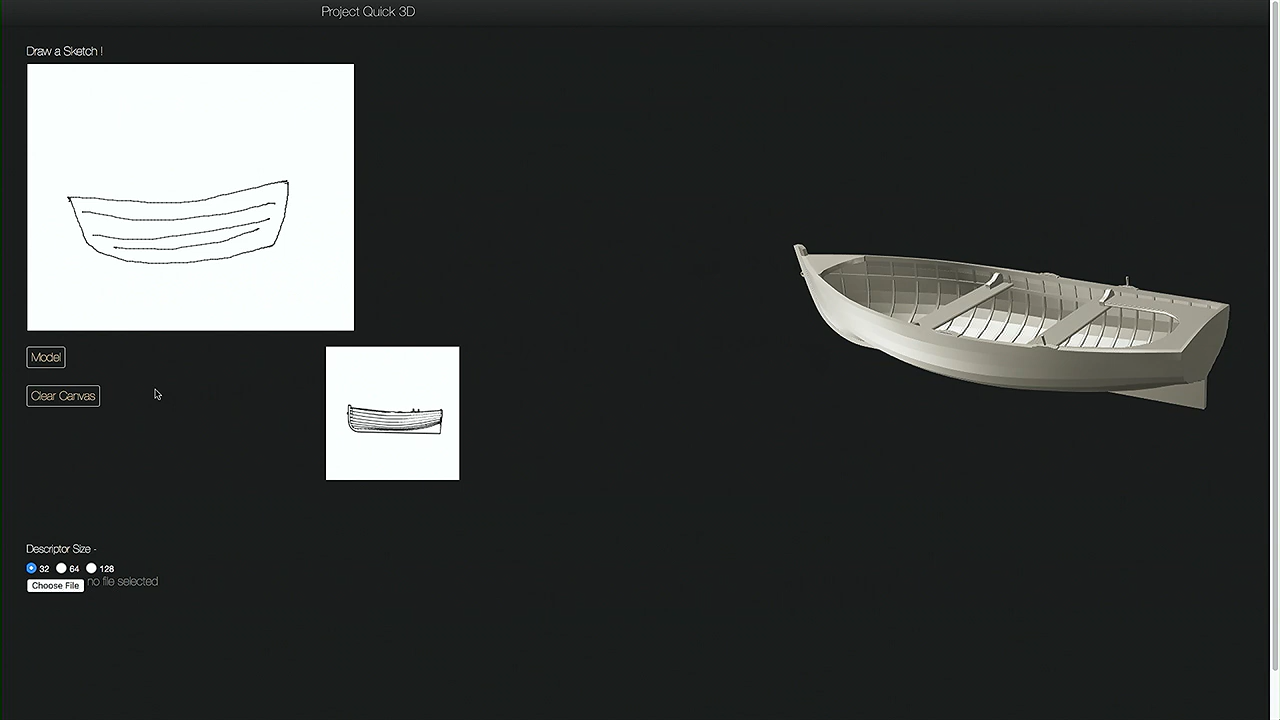 Project Quick 3D
Draw a Sketch !
Model
Clear Canvas
Descriptor Size -
32 64 128
Choose File no file selected